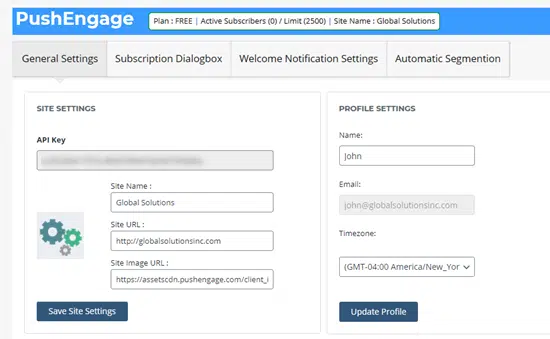 PushEngage
Plan : FREE | Active Subscribers (0) / Limit (2500) | Site Name : Global Solutions
General Settings
Subscription Dialogbox
Welcome Notification Settings
Automatic Segmention
SITE SETTINGS
API Key
Site Name :
Global Solutions
Site URL :
http://globalsolutionsinc.com
Site Image URL :
https://assetscdn.pushengage.com/client_i
Save Site Settings
PROFILE SETTINGS
Name:
John
Email:
john@globalsolutionsinc.com
Timezone:
(GMT-04:00 America/New_Yor
Update Profile